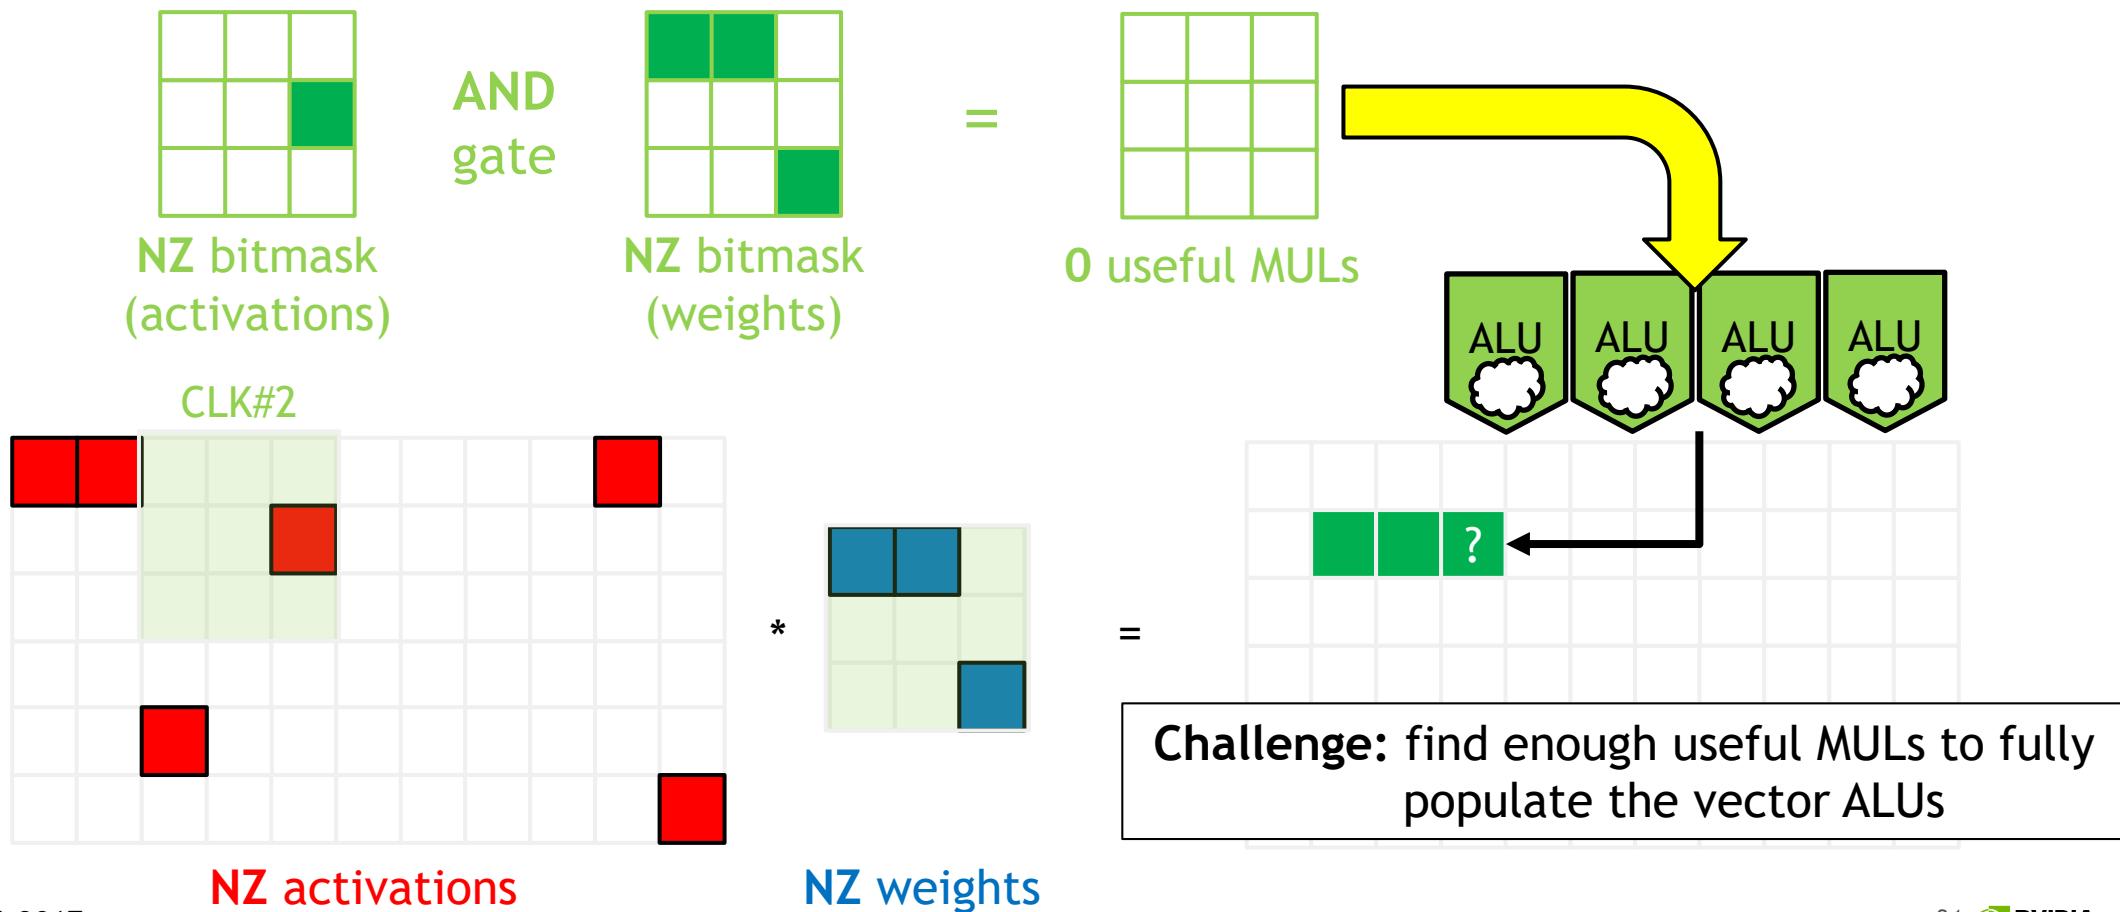 AND
gate
=
NZ bitmask
(activations)
NZ bitmask
(weights)
0 useful MULs
ALU ALU ALU ALU
CLK#2
?
*
=
Challenge: find enough useful MULs to fully
populate the vector ALUs
NZ activations
NZ weights